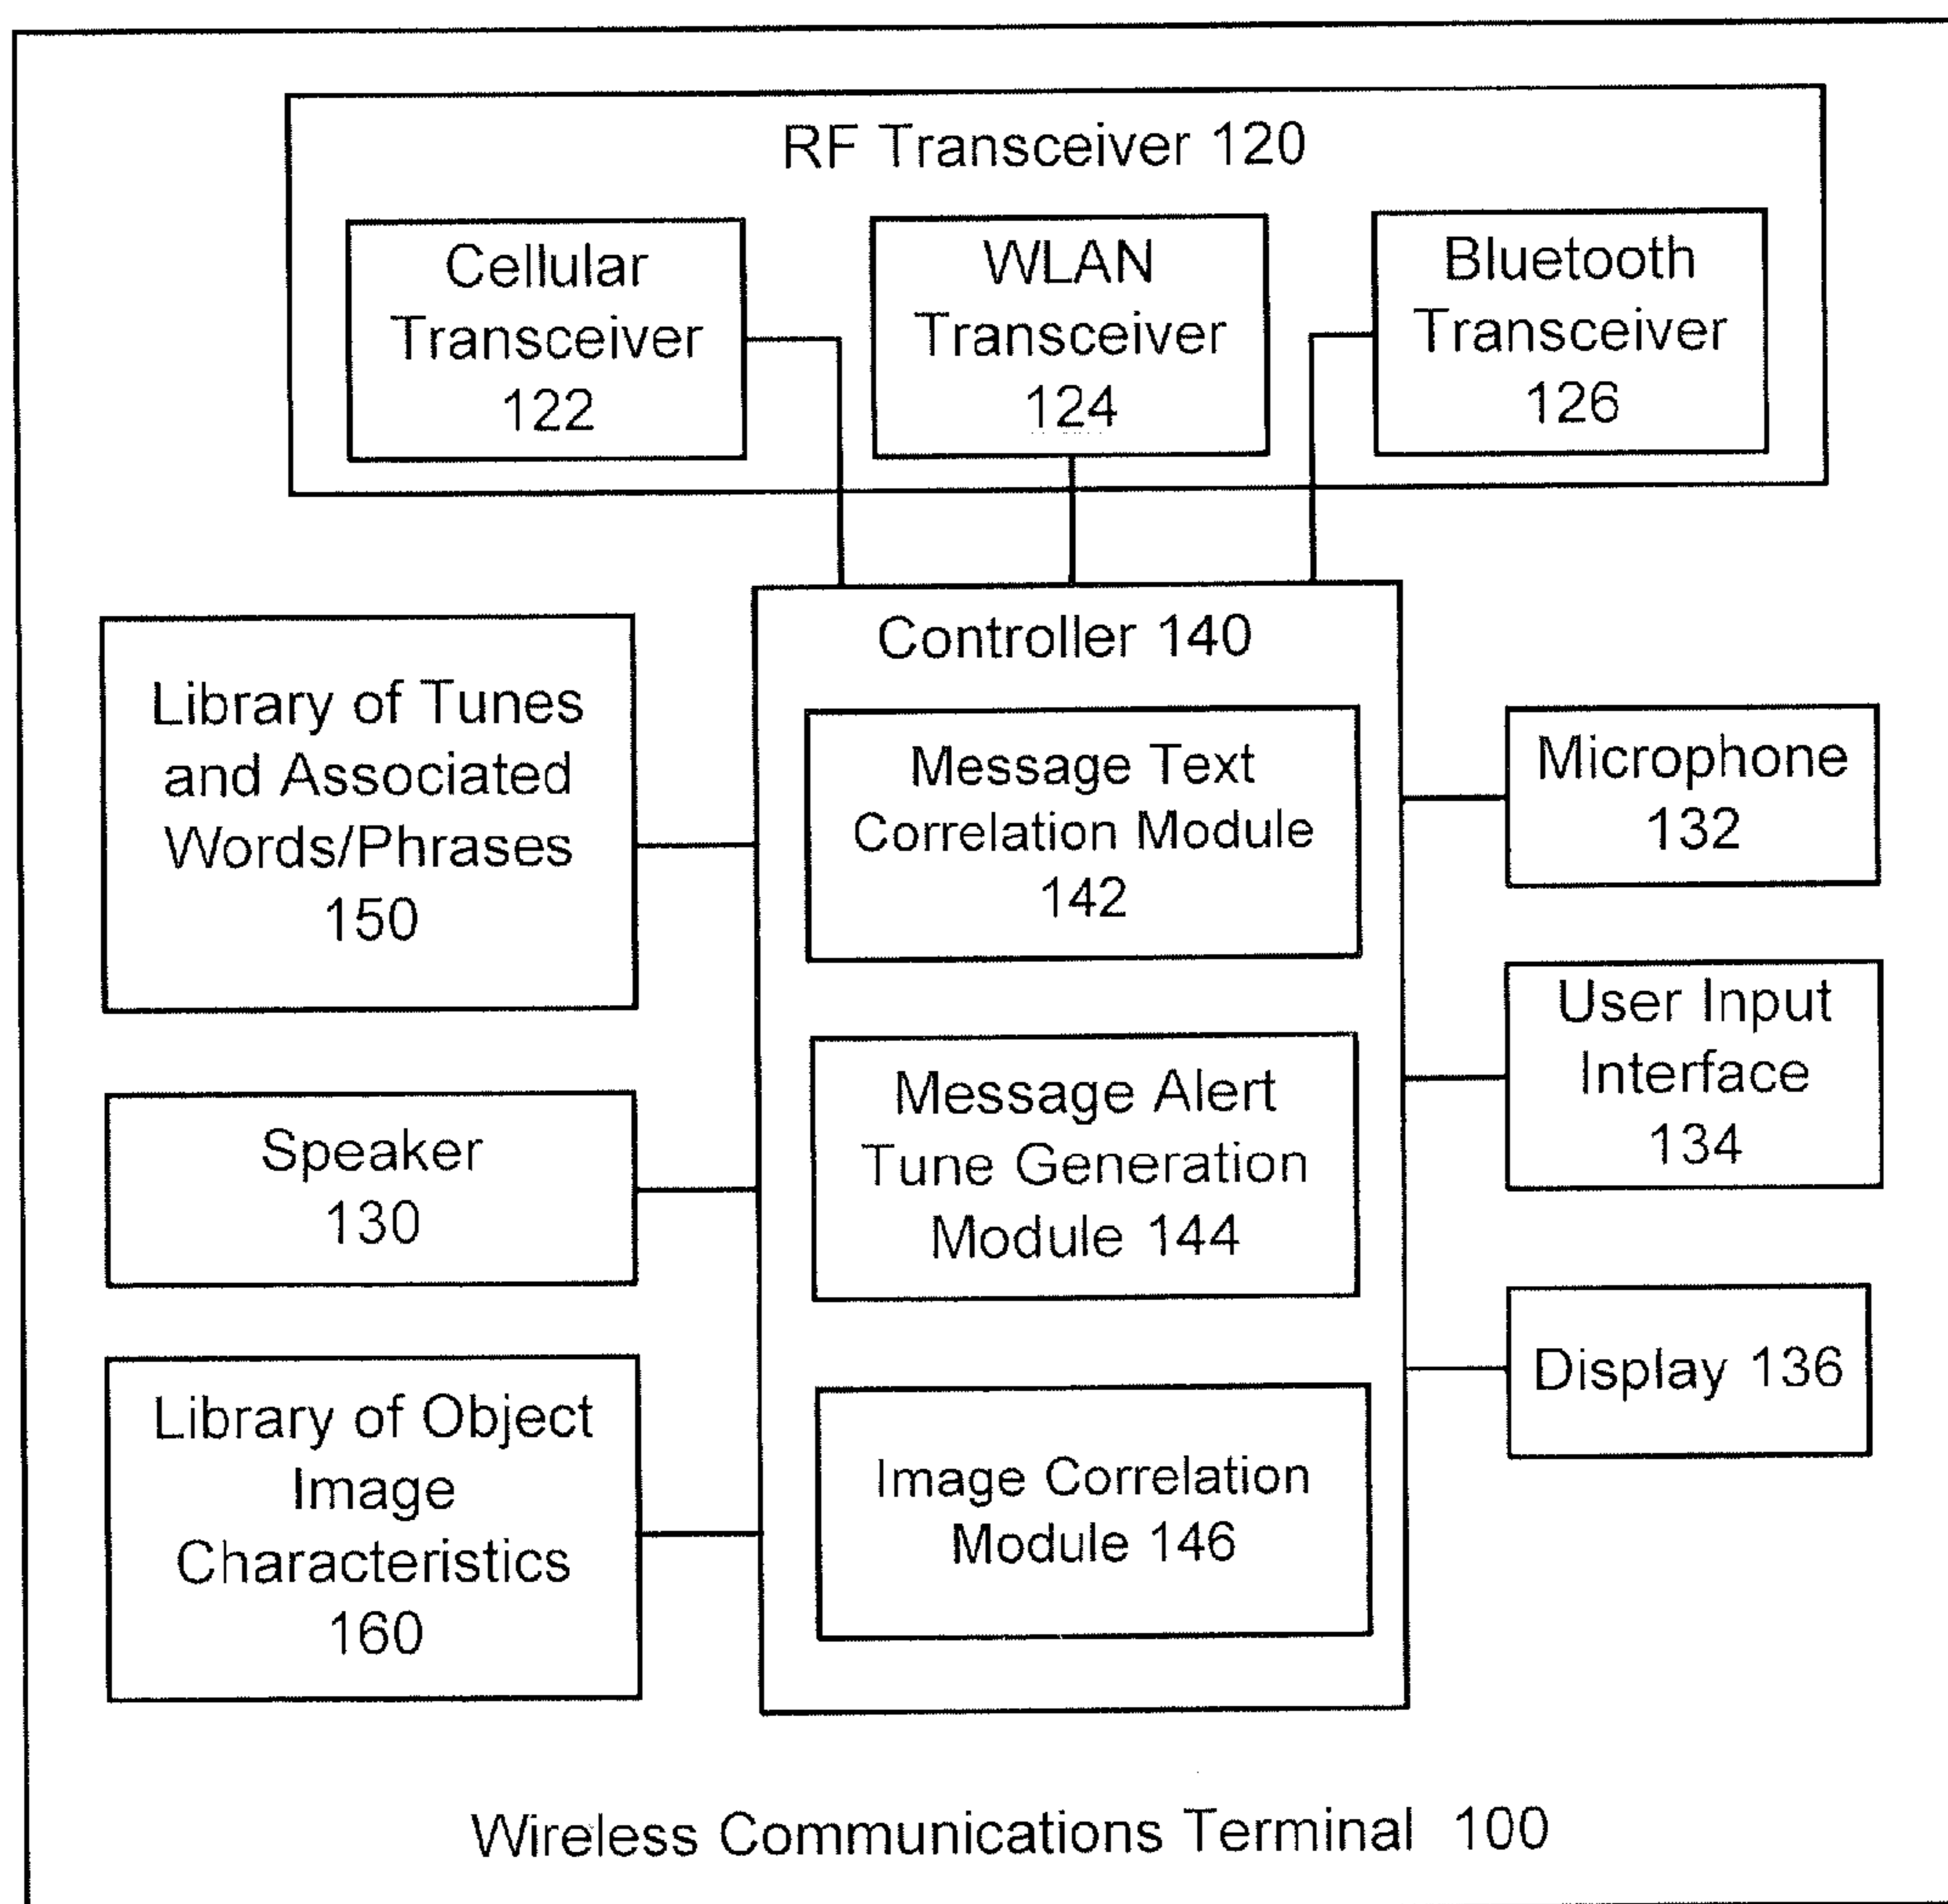 RF Transceiver 120
Cellular
Transceiver
122
WLAN
Transceiver
124
Bluetooth
Transceiver
126
Controller 140
Library of Tunes
and Associated
Words/Phrases
150
Message Text
Correlation Module
142
Microphone
132
User Input
Interface
134
Speaker
130
Message Alert
Tune Generation
Module 144
Display 136
Library of Object
Image
Characteristics
160
Image Correlation
Module 146
Wireless Communications Terminal 100